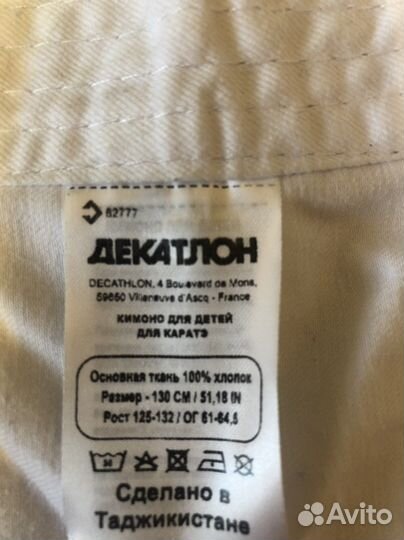 62777
ДЕКАТЛОН
DECATHLON, 4 Boulevard de Mons,
59650 Villeneuve d'Ascq - France
КИМОНО ДЛЯ ДЕТЕЙ
ДЛЯ КАРАТЭ
Основная ткань 100% хлопок
Размер - 130 СМ / 51,18 IN
Рост 125-132 / ОГ 61-64,5
Сделано в
Таджикистане
Avito